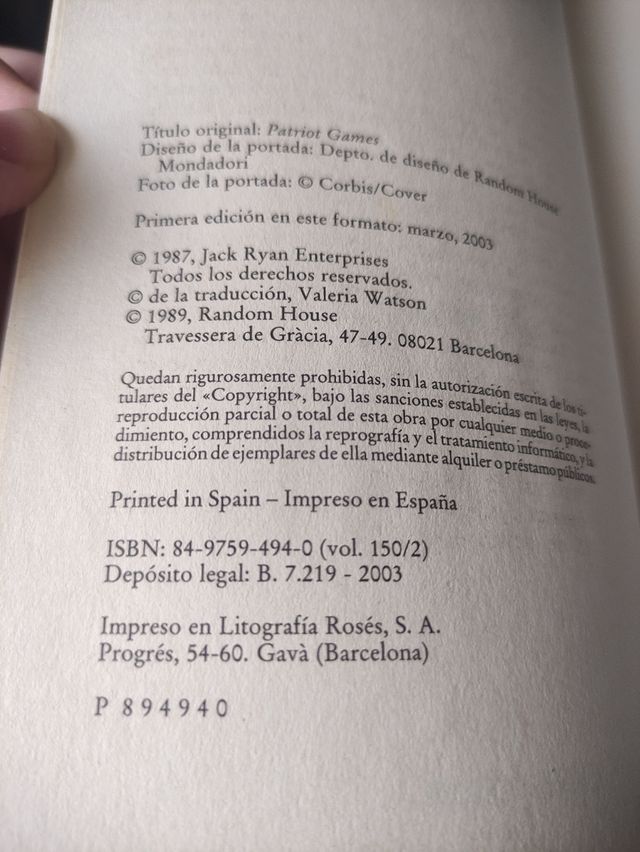 Título original: Patriot Games
Diseño de la portada: Depto. de diseño de Random House
Mondadori
Foto de la portada: © Corbis/Cover
Primera edición en este formato: marzo, 2003
© 1987, Jack Ryan Enterprises
Todos los derechos reservados.
© de la traducción, Valeria Watson
© 1989, Random House
Travessera de Gràcia, 47-49. 08021 Barcelona
Quedan rigurosamente prohibidas, sin la autorización escrita de los ti-
tulares del «Copyright», bajo las sanciones establecidas en las leyes, la
reproducción parcial o total de esta obra por cualquier medio o proce-
dimiento, comprendidos la reprografía y el tratamiento informático, y la
distribución de ejemplares de ella mediante alquiler o préstamo públicos.
Printed in Spain – Impreso en España
ISBN: 84-9759-494-0 (vol. 150/2)
Depósito legal: B. 7.219 - 2003
Impreso en Litografía Rosés, S. A.
Progrés, 54-60. Gavà (Barcelona)
P 894940